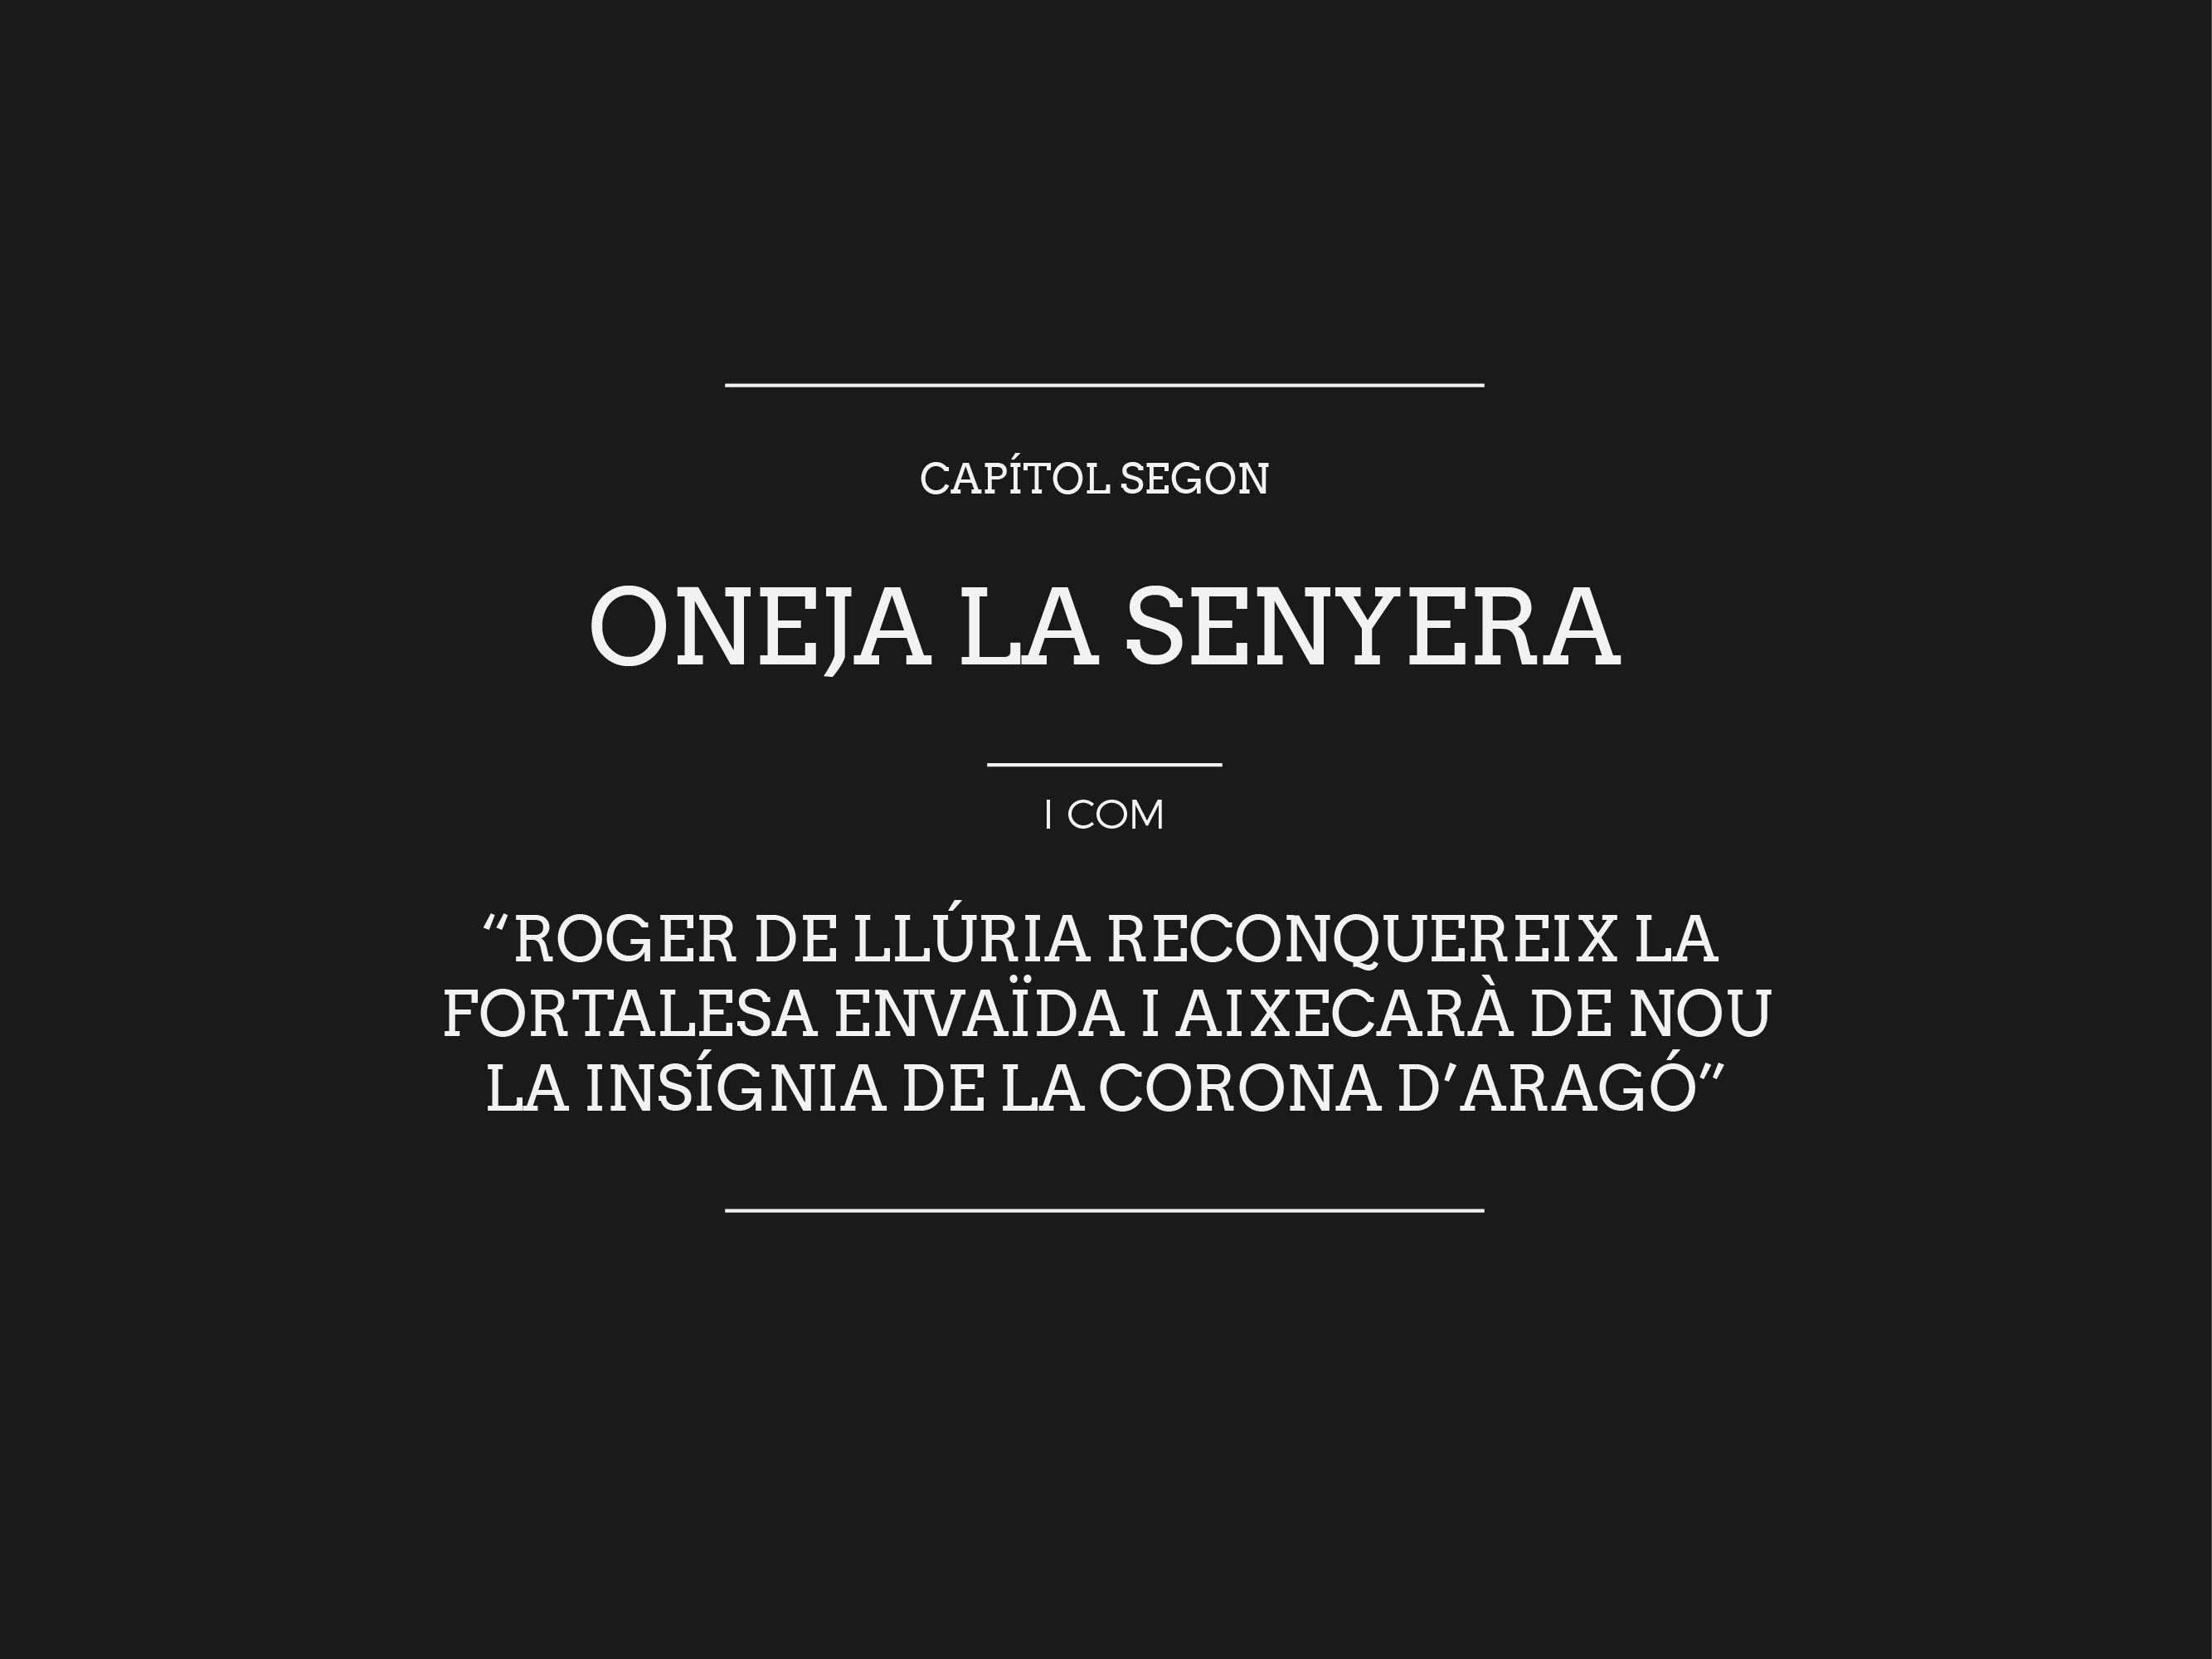 CAPÍTOL SEGON
ONEJA LA SENYERA
I COM
“ROGER DE LLÚRIA RECONQUEREIX LA
FORTALESA ENVAÏDA I AIXECARÀ DE NOU
LA INSÍGNIA DE LA CORONA D’ARAGÓ”